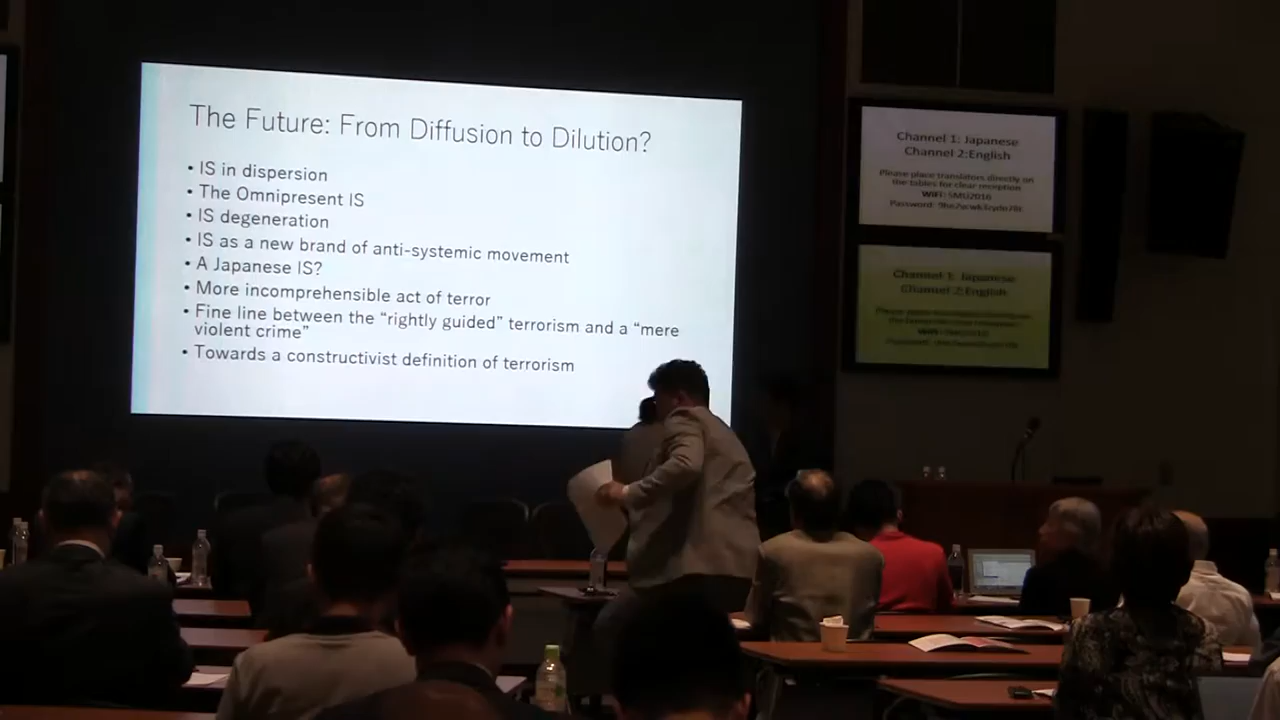 The Future: From Diffusion to Dilution?
• IS in dispersion
• The Omnipresent IS
• IS degeneration
• IS as a new brand of anti-systemic movement
• A Japanese IS?
• More incomprehensible act of terror
• Fine line between the “rightly guided” terrorism and a “mere
violent crime”
• Towards a constructivist definition of terrorism
Channel 1: Japanese
Channel 2:English
Please place translators directly on
the tables for clear reception
WIFI: SMU2016
Password:
Channel 1: Japanese
Channel 2:English